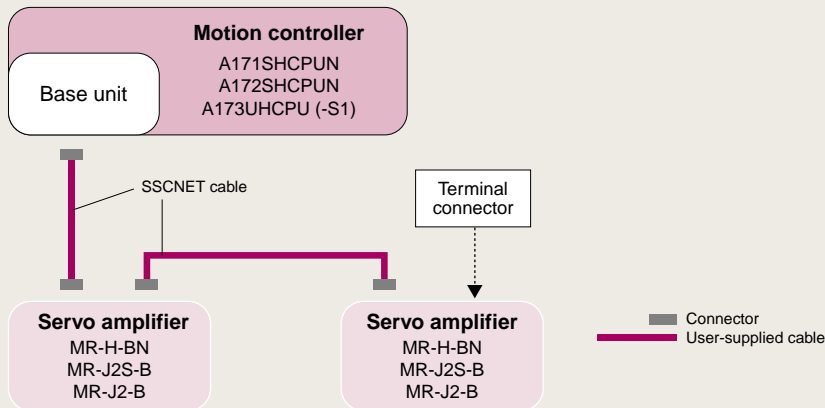 Motion controller
A171SHCPUN
A172SHCPUN
A173UHCPU (-S1)
Base unit
SSCNET cable
Terminal
connector
Servo amplifier
MR-H-BN
MR-J2S-B
MR-J2-B
Servo amplifier
MR-H-BN
MR-J2S-B
MR-J2-B
Connector
User-supplied cable